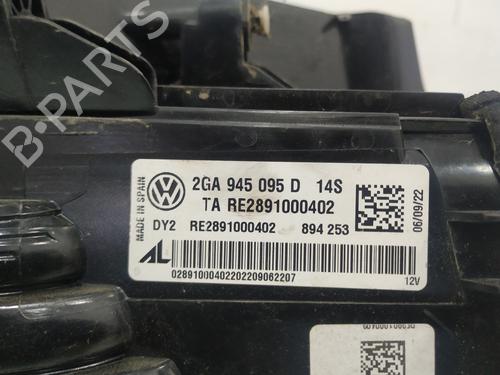 B-PARTS
MADE IN SPAIN
2GA 945 095 D 14S
TA RE2891000402
DY2 RE2891000402 894 253
06/09/22
AL
02891000402202209062207
12V